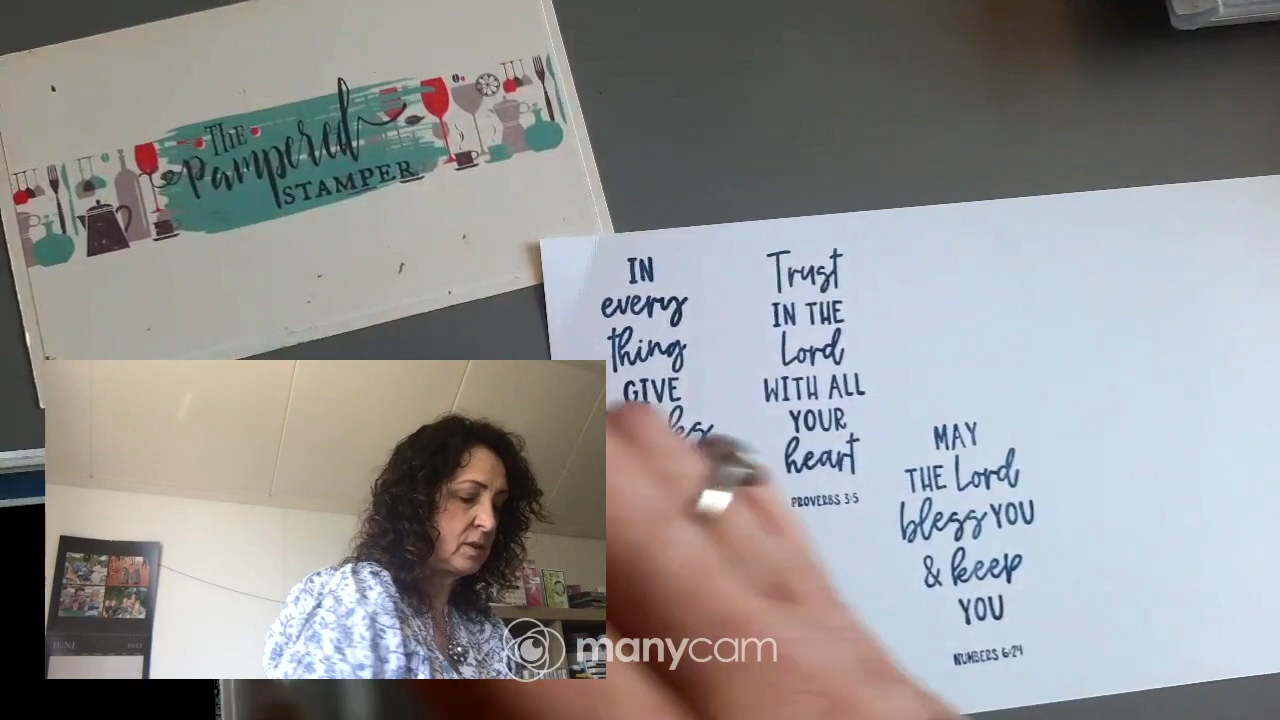 THE
Pampered
STAMPER
IN
every
thing
GIVE
Trust
IN THE
Lord
WITH ALL
YOUR
heart
PROVERBS 3:5
MAY
THE Lord
bless YOU
& keep
YOU
NUMBERS 6:24
JUNE
manycam